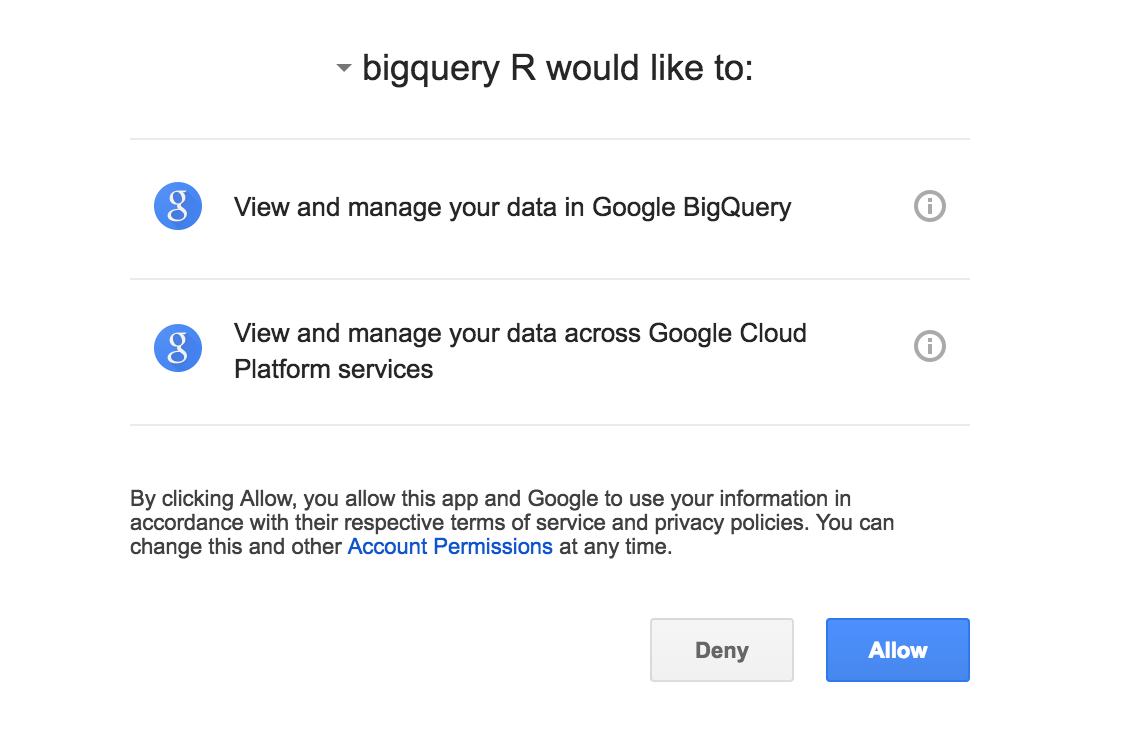 bigquery R would like to:
g
View and manage your data in Google BigQuery
i
g
View and manage your data across Google Cloud
Platform services
i
By clicking Allow, you allow this app and Google to use your information in
accordance with their respective terms of service and privacy policies. You can
change this and other Account Permissions at any time.
Deny
Allow